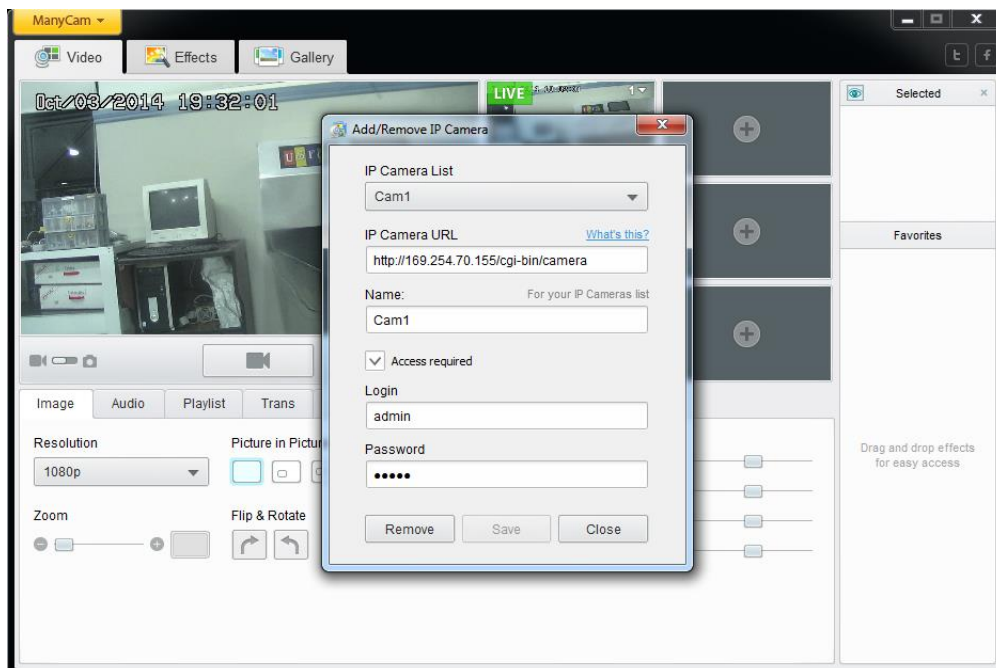 ManyCam
Video
Effects
Gallery
Oct/03/2014 19:32:01
LIVE
1
Selected
Add/Remove IP Camera
IP Camera List
Cam1
IP Camera URL
What's this?
http://169.254.70.155/cgi-bin/camera
Name:
For your IP Cameras list
Cam1
Access required
Login
admin
Password
•••••
Remove
Save
Close
Favorites
Drag and drop effects
for easy access
Image
Audio
Playlist
Trans
Resolution
1080p
Picture in Pictu
Zoom
Flip & Rotate